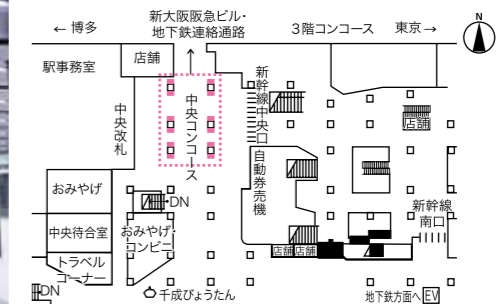 ← 博多
新大阪阪急ビル・
地下鉄連絡通路
3階コンコース
東京→
N
駅事務室
店舗
中央改札
中央コンコース
新幹線中央口
自動券売機
店舗
おみやげ
DN
中央待合室
おみやげ・
コンビニ
新幹線
南口
トラベル
コーナー
店舗
店舗
DN
千成びょうたん
地下鉄方面へ EV